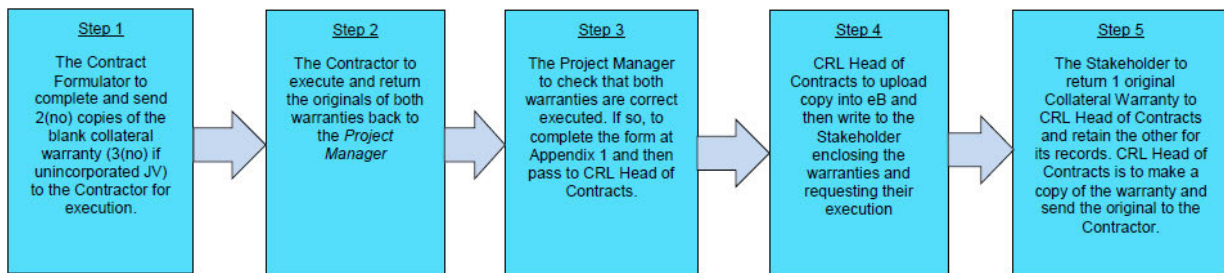 Step 1
The Contract
Formulator to
complete and send
2(no) copies of the
blank collateral
warranty (3(no) if
unincorporated JV)
to the Contractor for
execution.
Step 2
The Contractor to
execute and return
the originals of both
warranties back to
the Project
Manager
Step 3
The Project Manager
to check that both
warranties are correct
executed. If so, to
complete the form at
Appendix 1 and then
pass to CRL Head of
Contracts.
Step 4
CRL Head of
Contracts to upload
copy into eB and
then write to the
Stakeholder
enclosing the
warranties and
requesting their
execution
Step 5
The Stakeholder to
return 1 original
Collateral Warranty to
CRL Head of Contracts
and retain the other for
its records. CRL Head of
Contracts is to make a
copy of the warranty and
send the original to the
Contractor.